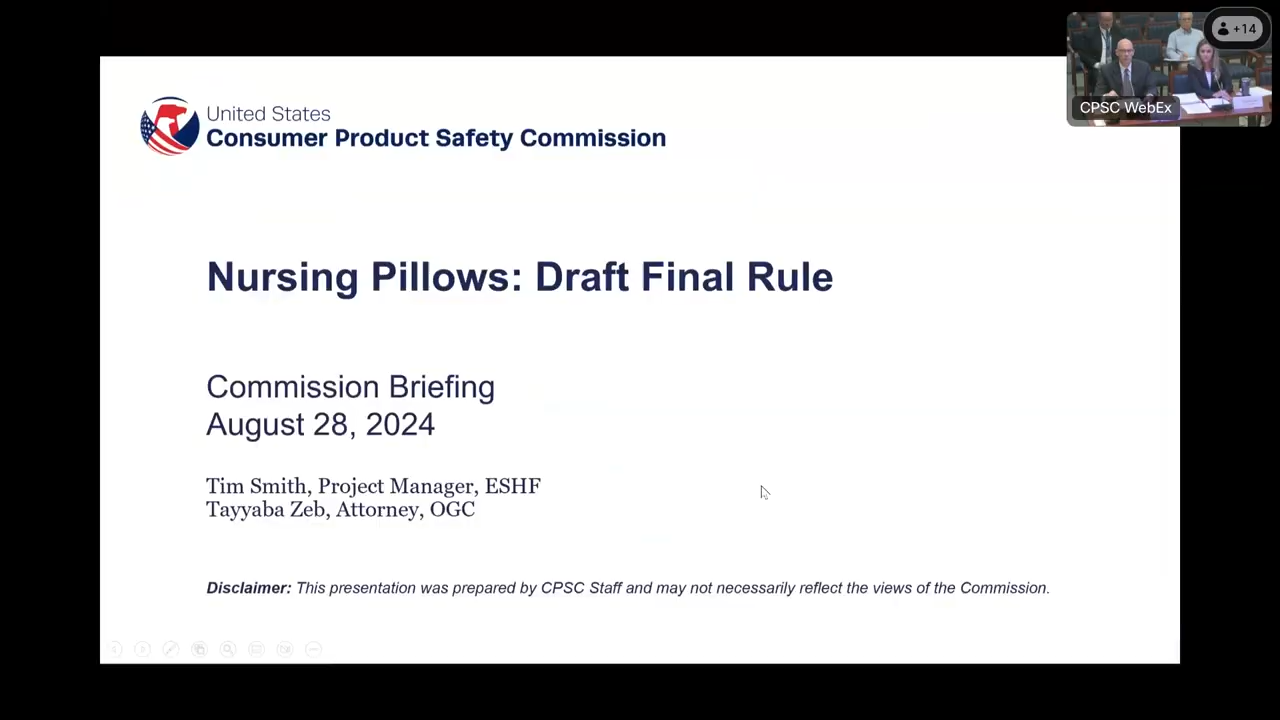 +14
CPSC WebEx
United States
Consumer Product Safety Commission
Nursing Pillows: Draft Final Rule
Commission Briefing
August 28, 2024
Tim Smith, Project Manager, ESHF
Tayyaba Zeb, Attorney, OGC
Disclaimer: This presentation was prepared by CPSC Staff and may not necessarily reflect the views of the Commission.